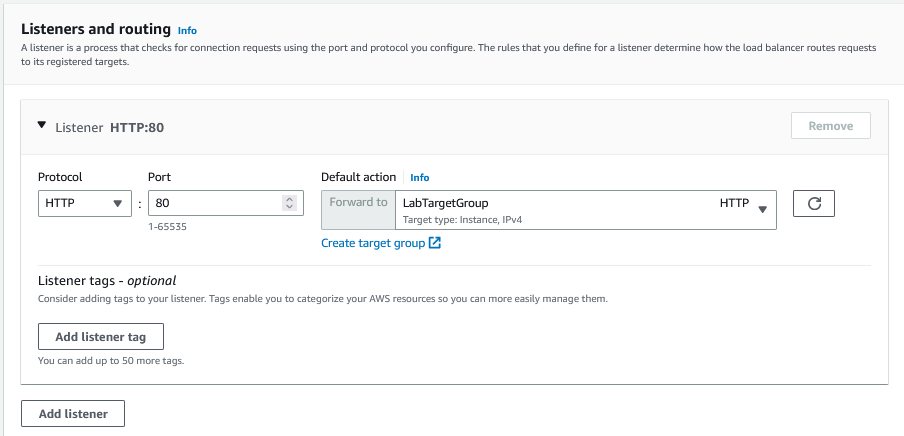 Listeners and routing Info
A listener is a process that checks for connection requests using the port and protocol you configure. The rules that you define for a listener determine how the load balancer routes requests
to its registered targets.
Listener HTTP:80
Remove
Protocol
Port
Default action Info
HTTP
:
80
Forward to
LabTargetGroup
HTTP
Target type: Instance, IPv4
1-65535
Create target group
Listener tags - optional
Consider adding tags to your listener. Tags enable you to categorize your AWS resources so you can more easily manage them.
Add listener tag
You can add up to 50 more tags.
Add listener